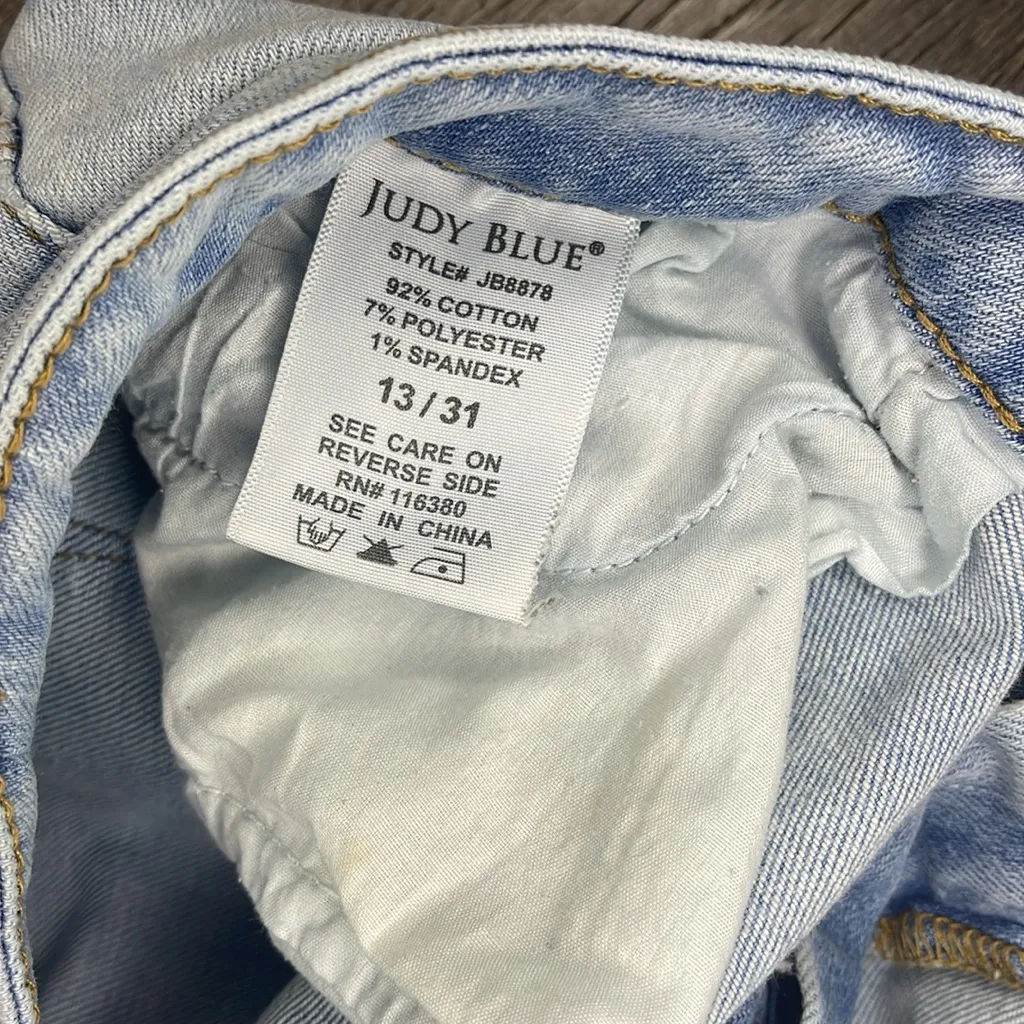 JUDY BLUE®
STYLE# JB8878
92% COTTON
7% POLYESTER
1% SPANDEX
13 / 31
SEE CARE ON
REVERSE SIDE
RN# 116380
MADE IN CHINA